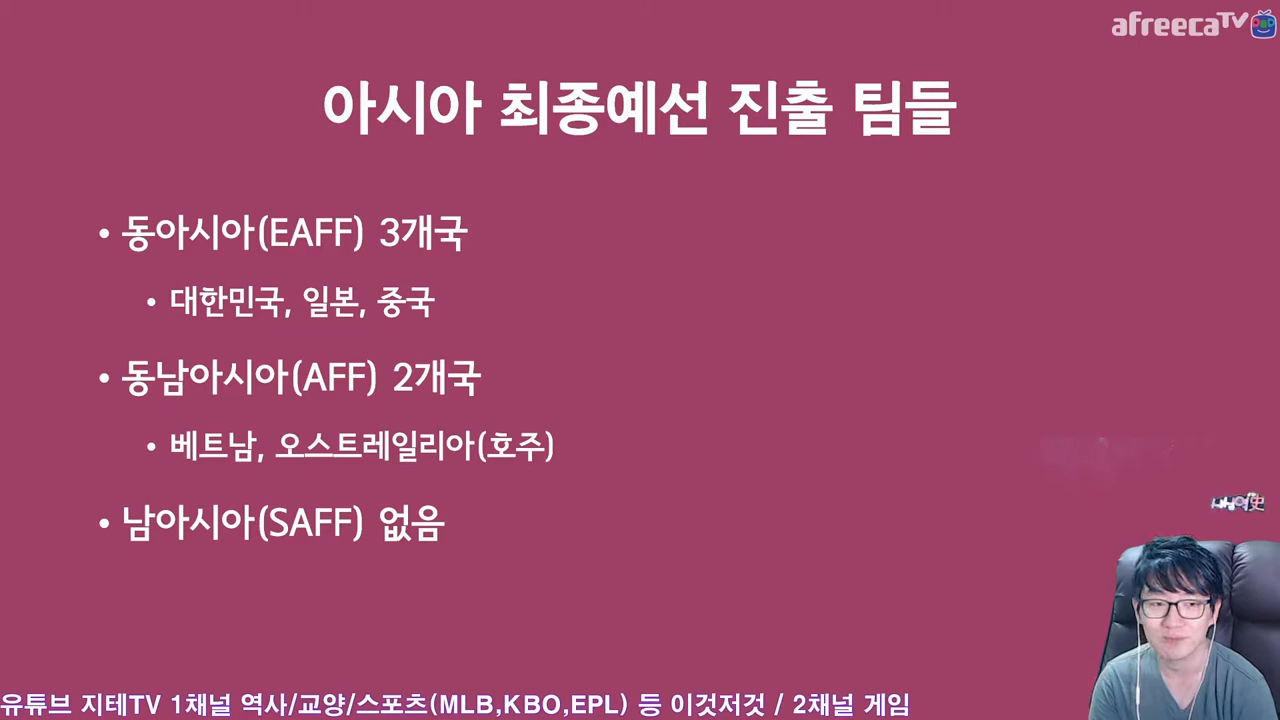 afreecaTV
아시아 최종예선 진출 팀들
• 동아시아(EAFF) 3개국
• 대한민국, 일본, 중국
• 동남아시아(AFF) 2개국
• 베트남, 오스트레일리아(호주)
• 남아시아(SAFF) 없음
유튜브 지테TV 1채널 역사/교양/스포츠(MLB,KBO,EPL) 등 이것저것 / 2채널 게임